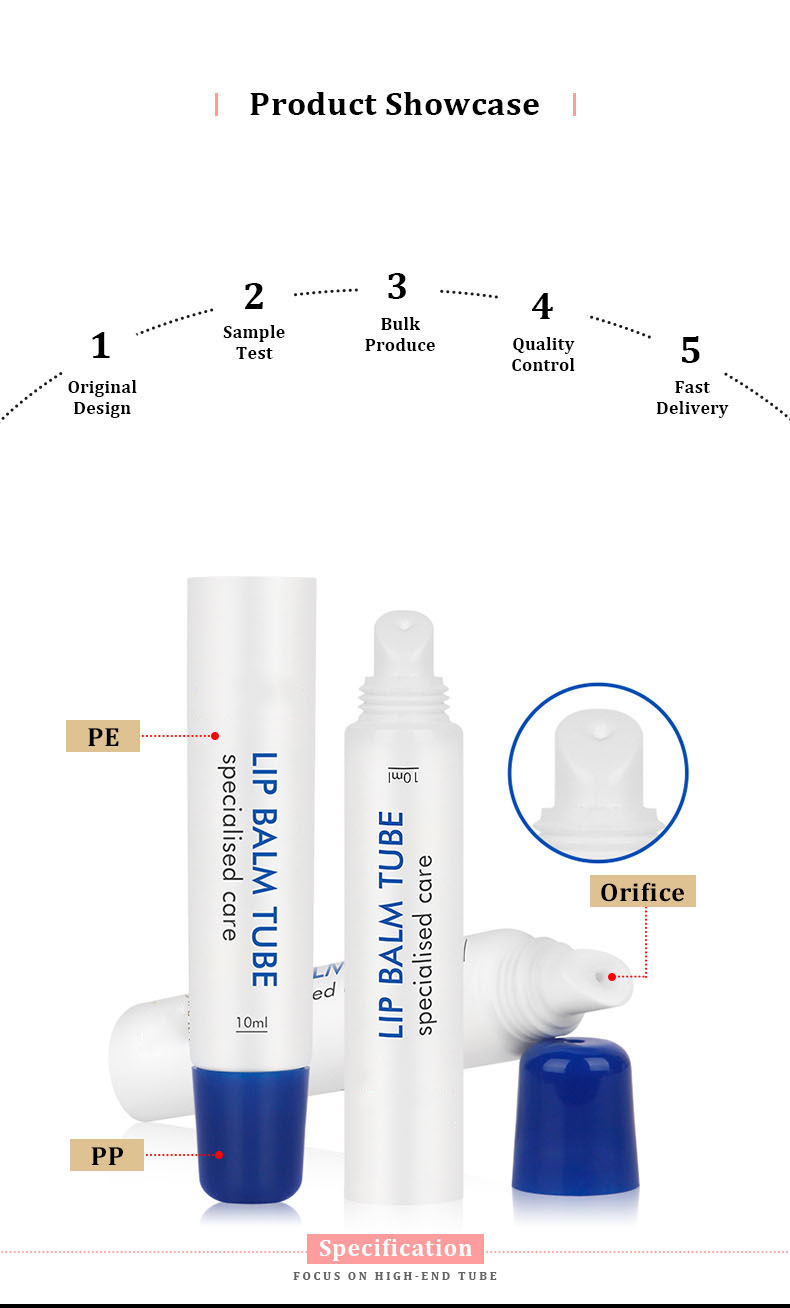 Product Showcase
1
Original
Design
2
Sample
Test
3
Bulk
Produce
4
Quality
Control
5
Fast
Delivery
PE
LIP BALM TUBE
specialised care
10ml
10ml
LIP BALM TUBE
specialised care
ed
Orifice
PP
Specification
FOCUS ON HIGH-END TUBE